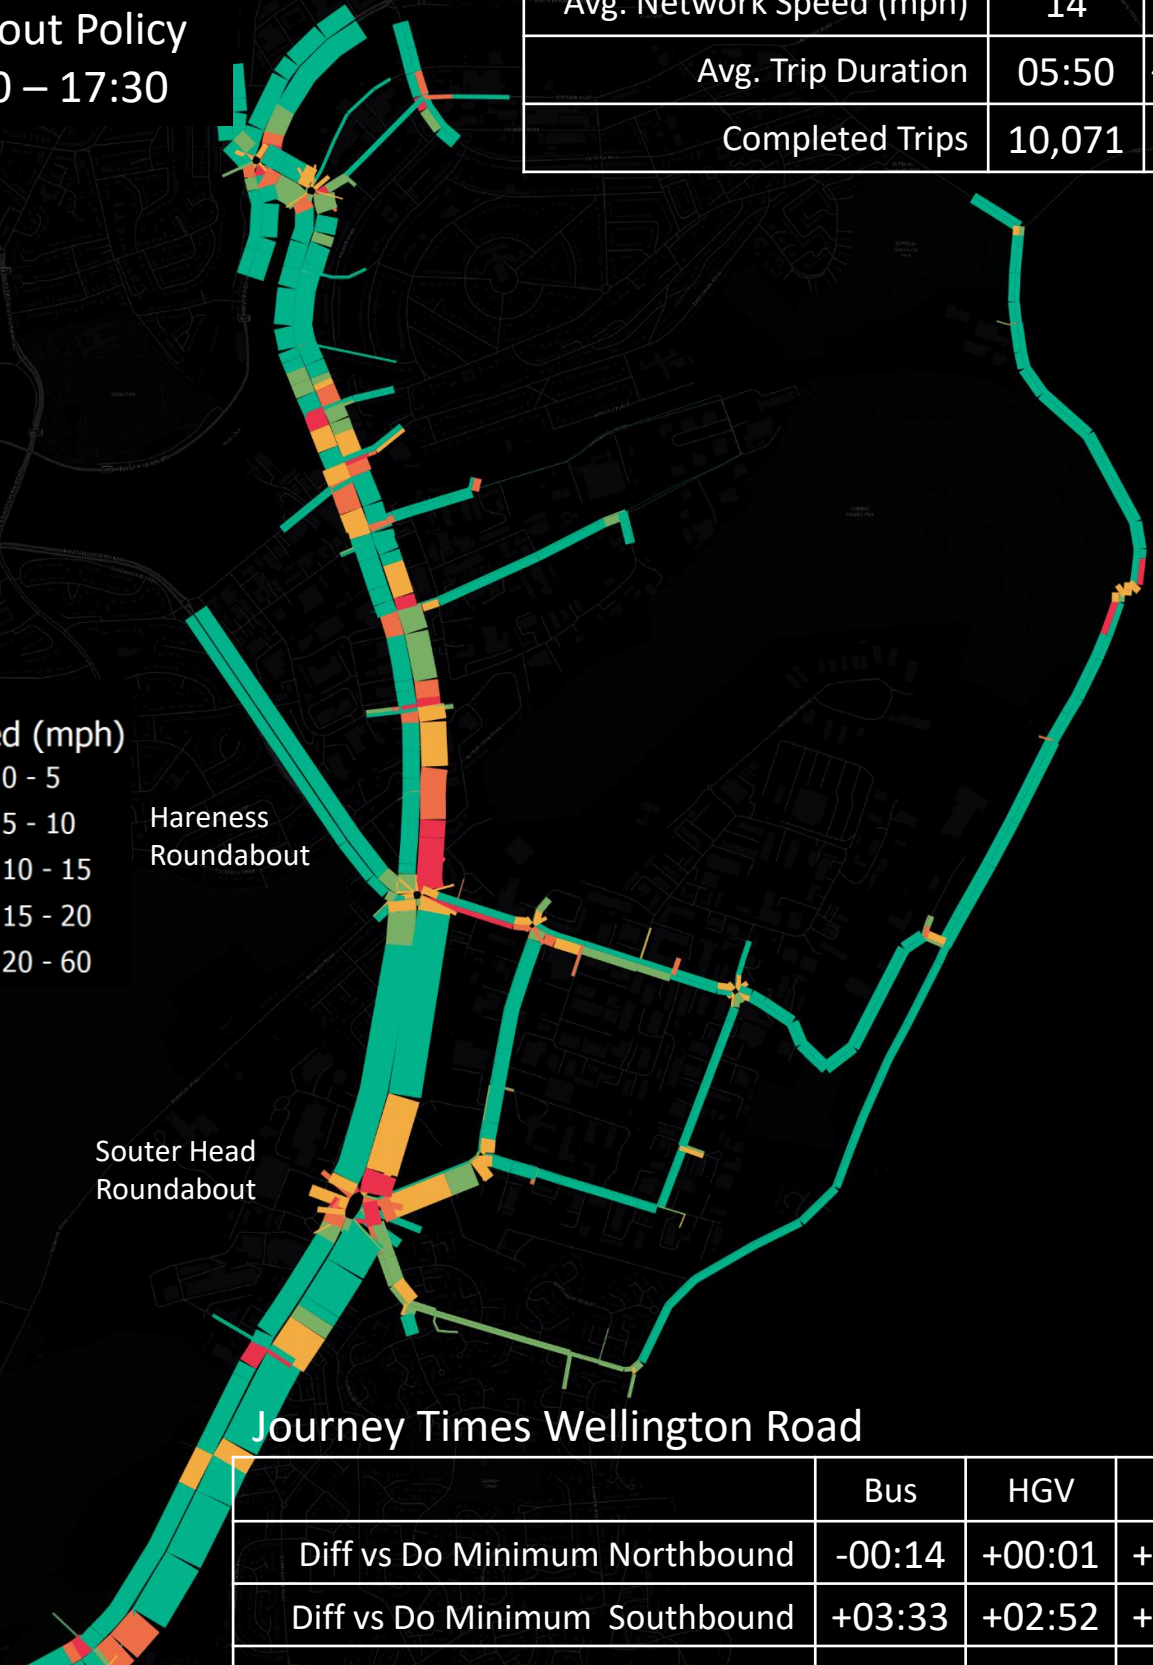 out Policy
0 – 17:30
Avg. Network Speed (mph) 14
Avg. Trip Duration 05:50
Completed Trips 10,071
ed (mph)
0 - 5
5 - 10
10 - 15
15 - 20
20 - 60
Hareness
Roundabout
Souter Head
Roundabout
Journey Times Wellington Road
Bus HGV
Diff vs Do Minimum Northbound -00:14 +00:01 +
Diff vs Do Minimum Southbound +03:33 +02:52 +